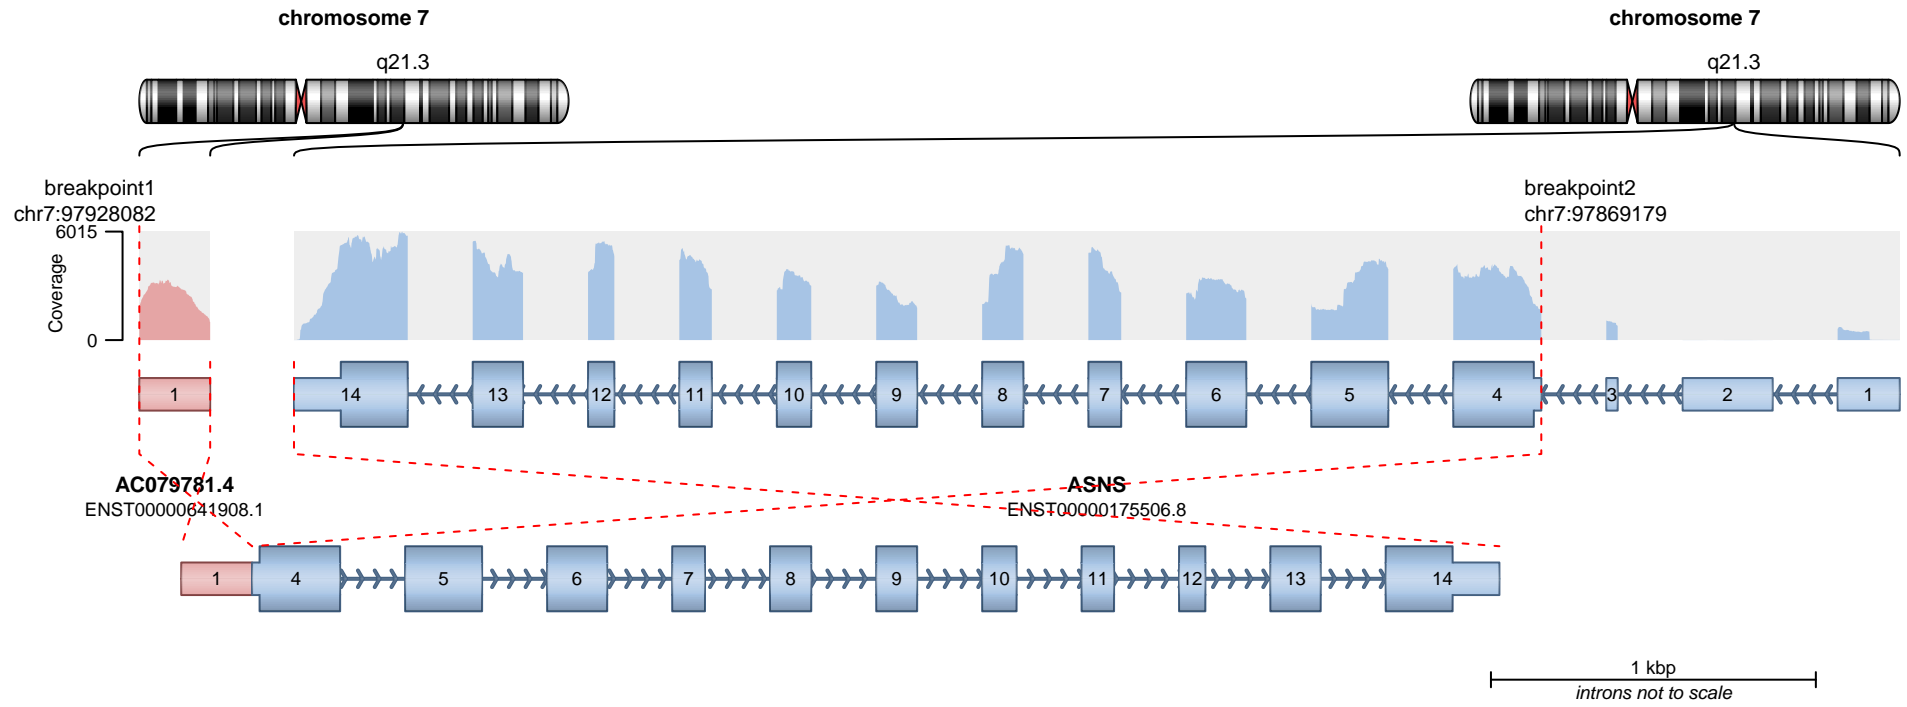 chromosome 7
chromosome 7
q21.3
q21.3
breakpoint1
chr7:97928082
breakpoint2
chr7:97869179
6015
Coverage
0
1
14
13
12
11
10
9
8
7
6
5
4
3
2
1
AC079781.4
ENST00000641908.1
ASNS
ENST00000175506.8
1
4
5
6
7
8
9
10
11
12
13
14
1 kbp
introns not to scale